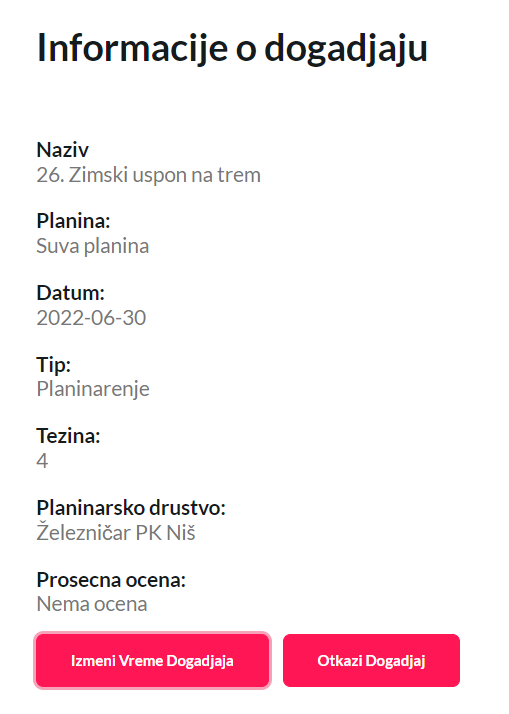 Informacije o dogadjaju
Naziv
26. Zimski uspon na trem
Planina:
Suva planina
Datum:
2022-06-30
Tip:
Planinarenje
Tezina:
4
Planinarsko drustvo:
Železničar PK Niš
Prosecna ocena:
Nema ocena
Izmeni Vreme Dogadjaja
Otkazi Dogadjaj